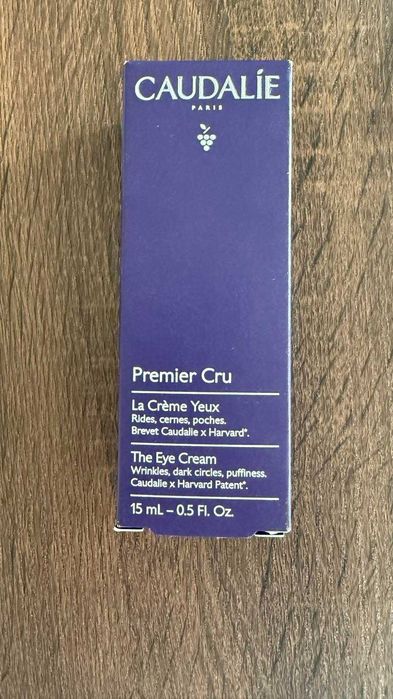 CAUDALÍE
PARIS
Premier Cru
La Crème Yeux
Rides, cernes, poches.
Brevet Caudalie x Harvard*.
The Eye Cream
Wrinkles, dark circles, puffiness.
Caudalie x Harvard Patent*.
15 mL – 0.5 Fl. Oz.